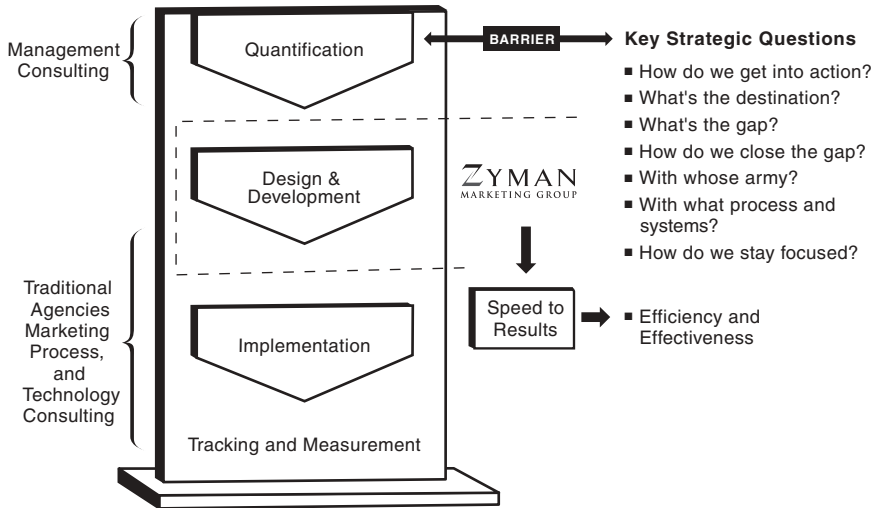 Management
Consulting
Quantification
BARRIER
Key Strategic Questions
▪ How do we get into action?
▪ What's the destination?
▪ What's the gap?
▪ How do we close the gap?
▪ With whose army?
▪ With what process and
systems?
▪ How do we stay focused?
Design &
Development
ZYMAN
MARKETING GROUP
Traditional
Agencies
Marketing
Process,
and
Technology
Consulting
Implementation
Speed to
Results
▪ Efficiency and
Effectiveness
Tracking and Measurement